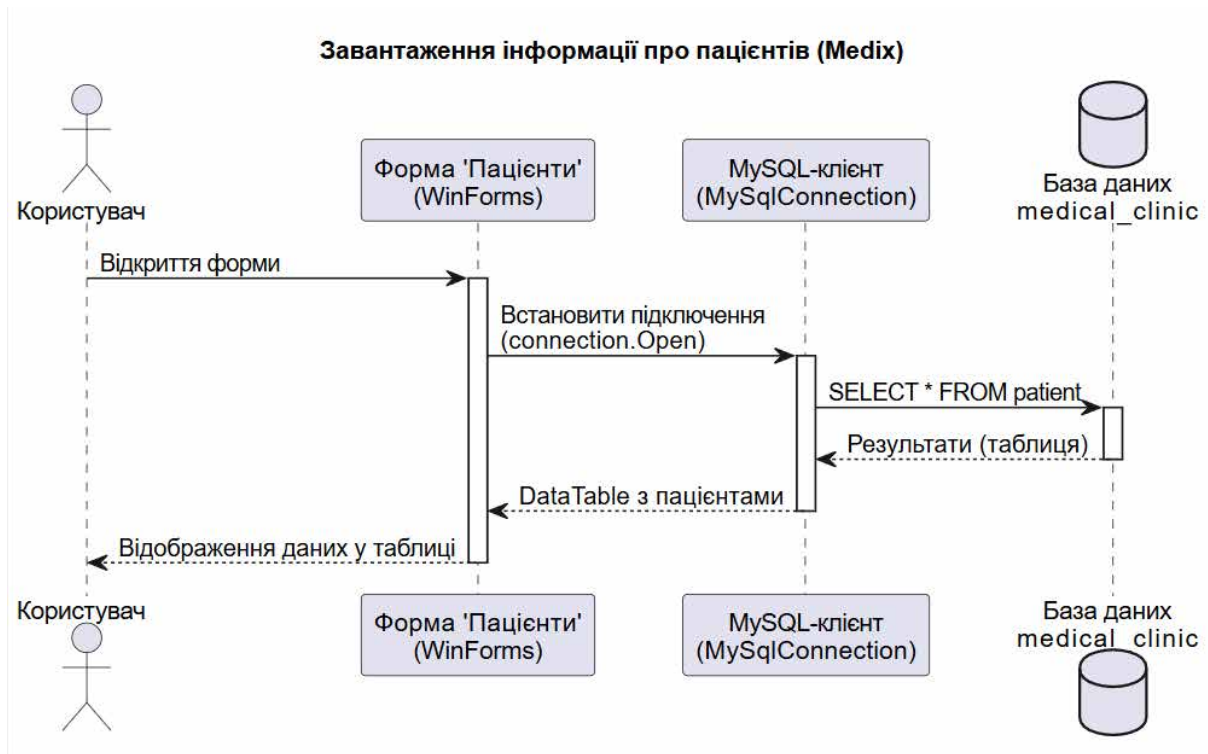 Завантаження інформації про пацієнтів (Medix)
Користувач
Форма 'Пацієнти'
(WinForms)
MySQL-клієнт
(MySqlConnection)
База даних
medical_clinic
Відкриття форми
Встановити підключення
(connection.Open)
SELECT * FROM patient
Результати (таблиця)
DataTable з пацієнтами
Відображення даних у таблиці
Користувач
Форма 'Пацієнти'
(WinForms)
MySQL-клієнт
(MySqlConnection)
База даних
medical_clinic